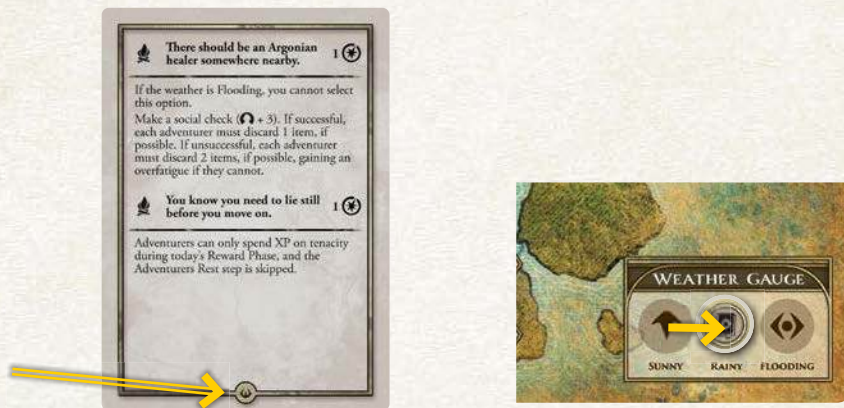 There should be an Argonian
healer somewhere nearby.
1
If the weather is Flooding, you cannot select
this option.
Make a social check ( + 3). If successful,
each adventurer must discard 1 item, if
possible. If unsuccessful, each adventurer
must discard 2 items, if possible, gaining an
overfatigue if they cannot.
You know you need to lie still
before you move on.
1
Adventurers can only spend XP on tenacity
during today's Reward Phase, and the
Adventurers Rest step is skipped.
WEATHER GAUGE
SUNNY RAINY FLOODING